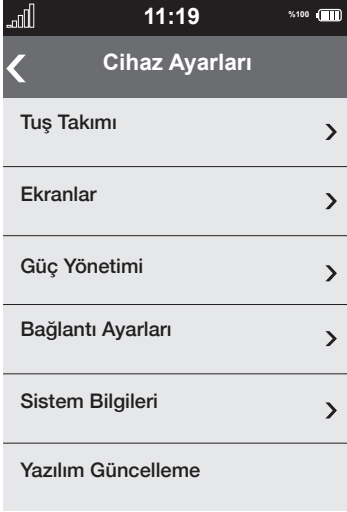 11:19
%100
Cihaz Ayarları
Tuş Takımı
Ekranlar
Güç Yönetimi
Bağlantı Ayarları
Sistem Bilgileri
Yazılım Güncelleme